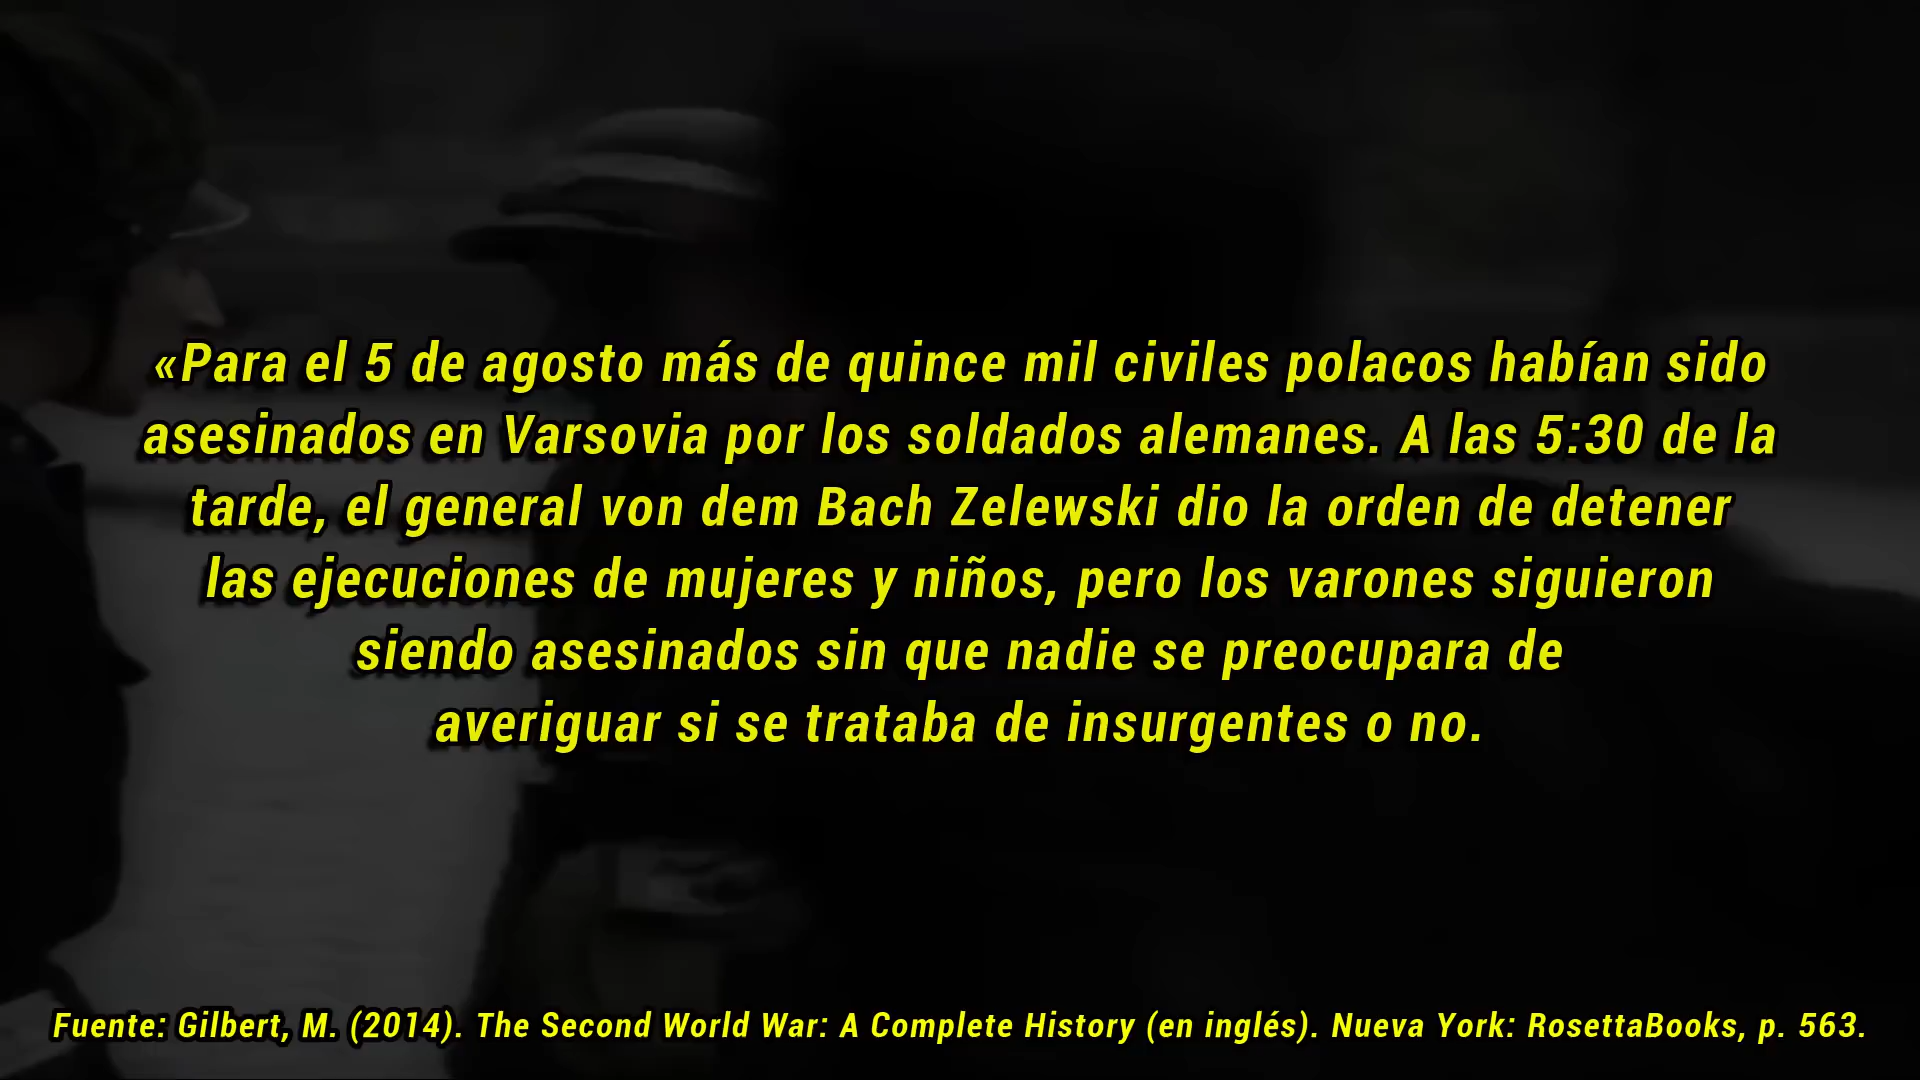 «Para el 5 de agosto más de quince mil civiles polacos habían sido
asesinados en Varsovia por los soldados alemanes. A las 5:30 de la
tarde, el general von dem Bach Zelewski dio la orden de detener
las ejecuciones de mujeres y niños, pero los varones siguieron
siendo asesinados sin que nadie se preocupara de
averiguar si se trataba de insurgentes o no.
Fuente: Gilbert, M. (2014). The Second World War: A Complete History (en inglés). Nueva York: RosettaBooks, p. 563.